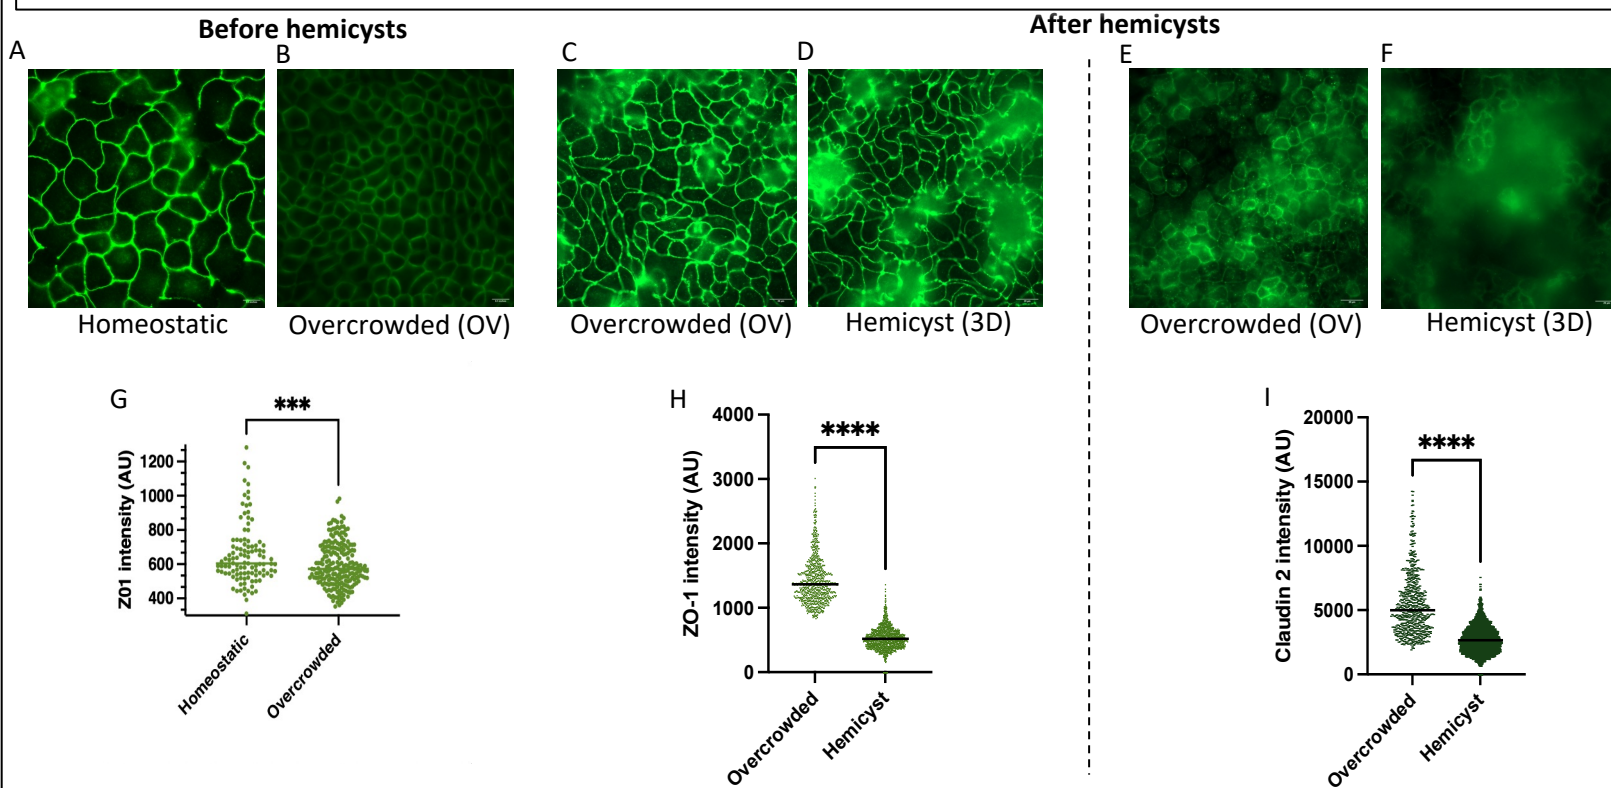 Before hemicysts
After hemicysts
A
B
C
D
E
F
Homeostatic
Overcrowded (OV)
Overcrowded (OV)
Hemicyst (3D)
Overcrowded (OV)
Hemicyst (3D)
G
***
Z01 intensity (AU)
1200
1000
800
600
400
Homeostatic
Overcrowded
H
****
ZO-1 intensity (AU)
4000
3000
2000
1000
0
Overcrowded
Hemicyst
I
****
Claudin 2 intensity (AU)
20000
15000
10000
5000
0
Overcrowded
Hemicyst